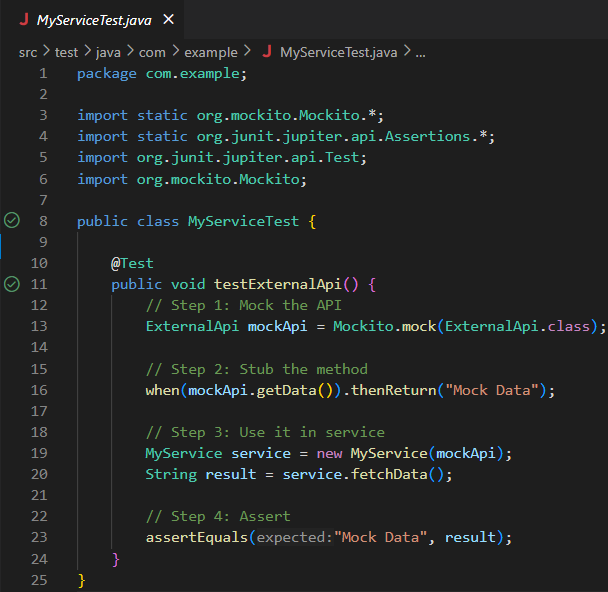 J MyServiceTest.java ×
src > test > java > com > example > J MyServiceTest.java > ...
1 package com.example;
2
3 import static org.mockito.Mockito.*;
4 import static org.junit.jupiter.api.Assertions.*;
5 import org.junit.jupiter.api.Test;
6 import org.mockito.Mockito;
7
8 public class MyServiceTest {
9
10     @Test
11     public void testExternalApi() {
12         // Step 1: Mock the API
13         ExternalApi mockApi = Mockito.mock(ExternalApi.class);
14
15         // Step 2: Stub the method
16         when(mockApi.getData()).thenReturn("Mock Data");
17
18         // Step 3: Use it in service
19         MyService service = new MyService(mockApi);
20         String result = service.fetchData();
21
22         // Step 4: Assert
23         assertEquals(expected:"Mock Data", result);
24     }
25 }